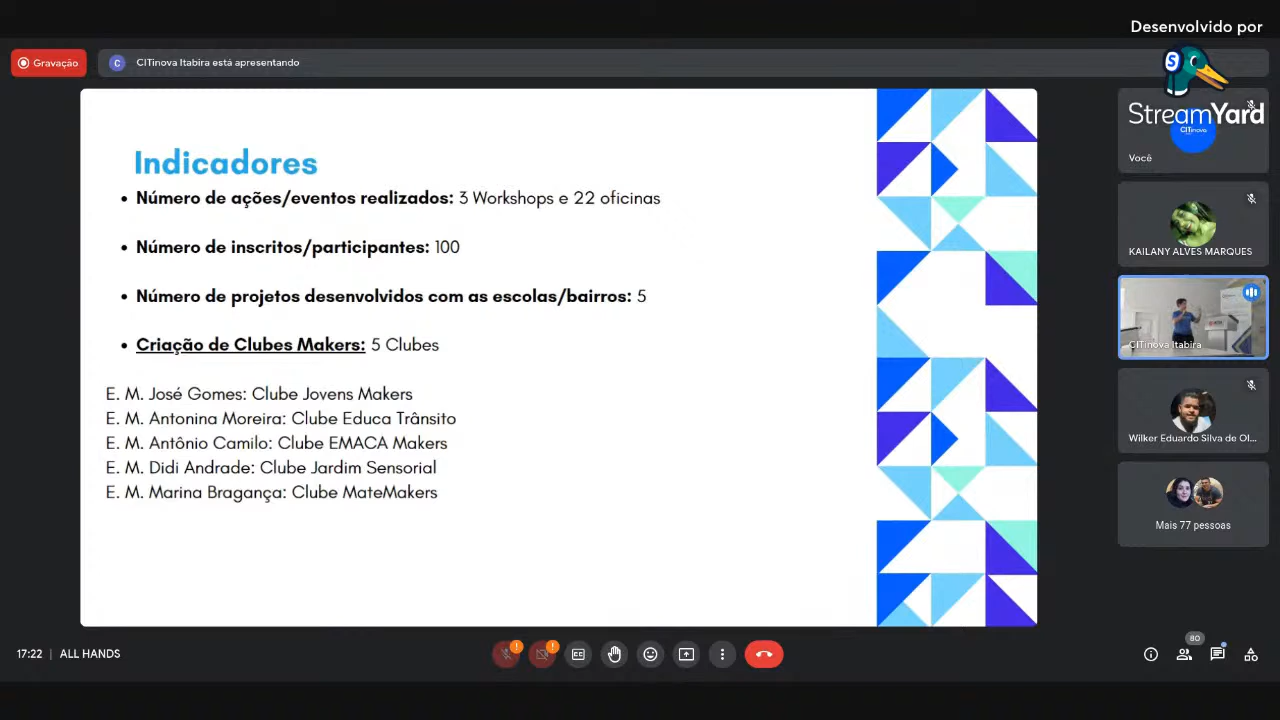 Desenvolvido por
Gravação
C
CITinova Itabira está apresentando
S
StreamYard
CITinova
Você
Indicadores
• Número de ações/eventos realizados: 3 Workshops e 22 oficinas
• Número de inscritos/participantes: 100
• Número de projetos desenvolvidos com as escolas/bairros: 5
• Criação de Clubes Makers: 5 Clubes
E. M. José Gomes: Clube Jovens Makers
E. M. Antonina Moreira: Clube Educa Trânsito
E. M. Antônio Camilo: Clube EMACA Makers
E. M. Didi Andrade: Clube Jardim Sensorial
E. M. Marina Bragança: Clube MateMakers
KAILANY ALVES MARQUES
CITinova Itabira
Wilker Eduardo Silva de Ol...
Mais 77 pessoas
17:22 | ALL HANDS
!
!
CC
80